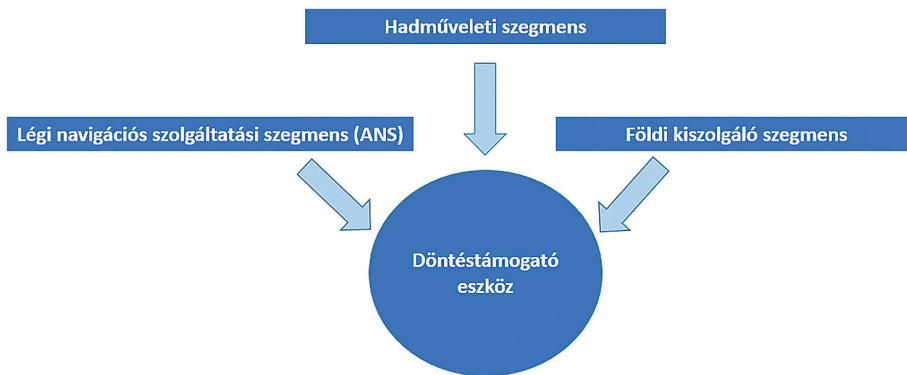 Hadműveleti szegmens
Légi navigációs szolgáltatási szegmens (ANS)
Földi kiszolgáló szegmens
Döntéstámogató
eszköz